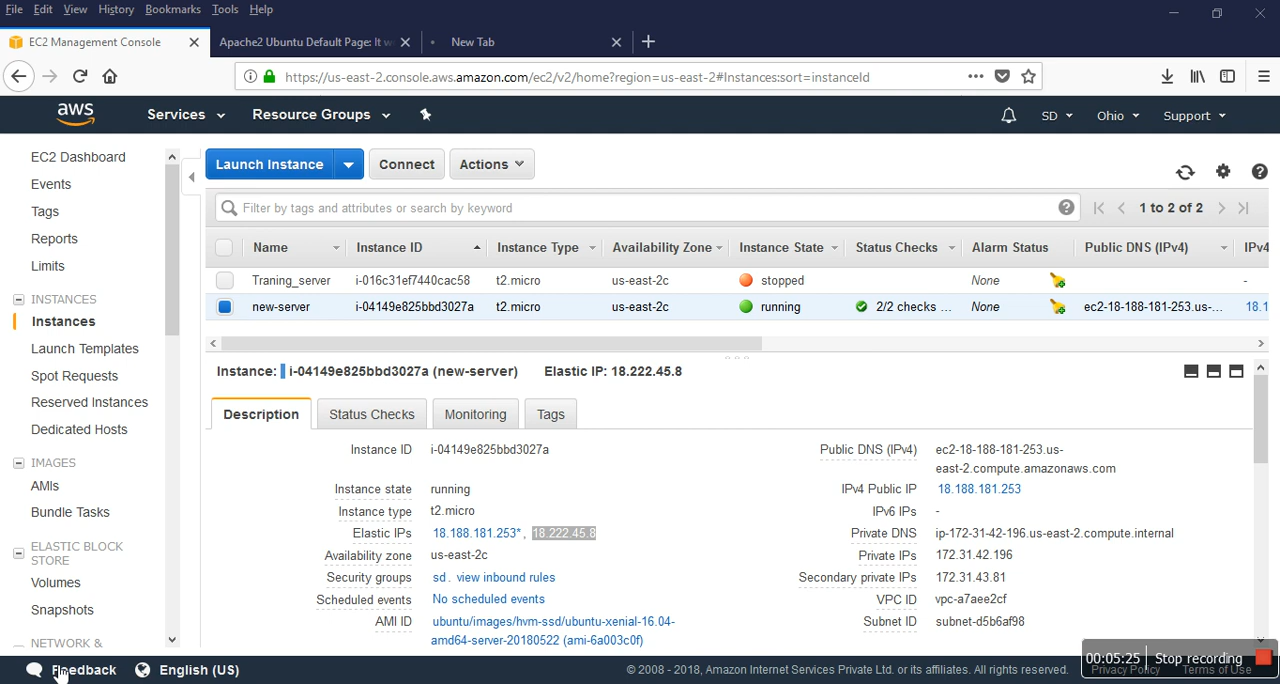 File Edit View History Bookmarks Tools Help
EC2 Management Console
Apache2 Ubuntu Default Page: It w
New Tab
https://us-east-2.console.aws.amazon.com/ec2/v2/home?region=us-east-2#Instances:sort=instanceId
aws Services Resource Groups SD Ohio Support
EC2 Dashboard
Events
Tags
Reports
Limits
INSTANCES
Instances
Launch Templates
Spot Requests
Reserved Instances
Dedicated Hosts
IMAGES
AMIs
Bundle Tasks
ELASTIC BLOCK
STORE
Volumes
Snapshots
NETWORK &
Launch Instance Connect Actions
Filter by tags and attributes or search by keyword
1 to 2 of 2
Name Instance ID Instance Type Availability Zone Instance State Status Checks Alarm Status Public DNS (IPv4) IPv4
Traning_server i-016c31ef7440cac58 t2.micro us-east-2c stopped None -
new-server i-04149e825bbd3027a t2.micro us-east-2c running 2/2 checks ... None ec2-18-188-181-253.us-... 18.1
Instance: i-04149e825bbd3027a (new-server) Elastic IP: 18.222.45.8
Description Status Checks Monitoring Tags
Instance ID i-04149e825bbd3027a
Instance state running
Instance type t2.micro
Elastic IPs 18.188.181.253*, 18.222.45.8
Availability zone us-east-2c
Security groups sd. view inbound rules
Scheduled events No scheduled events
AMI ID ubuntu/images/hvm-ssd/ubuntu-xenial-16.04-
amd64-server-20180522 (ami-6a003c0f)
Public DNS (IPv4) ec2-18-188-181-253.us-
east-2.compute.amazonaws.com
IPv4 Public IP 18.188.181.253
IPv6 IPs -
Private DNS ip-172-31-42-196.us-east-2.compute.internal
Private IPs 172.31.42.196
Secondary private IPs 172.31.43.81
VPC ID vpc-a7aee2cf
Subnet ID subnet-d5b6af98
Feedback English (US)
© 2008 - 2018, Amazon Internet Services Private Ltd. or its affiliates. All rights reserved. Privacy Policy Terms of Use
00:05:25 Stop recording